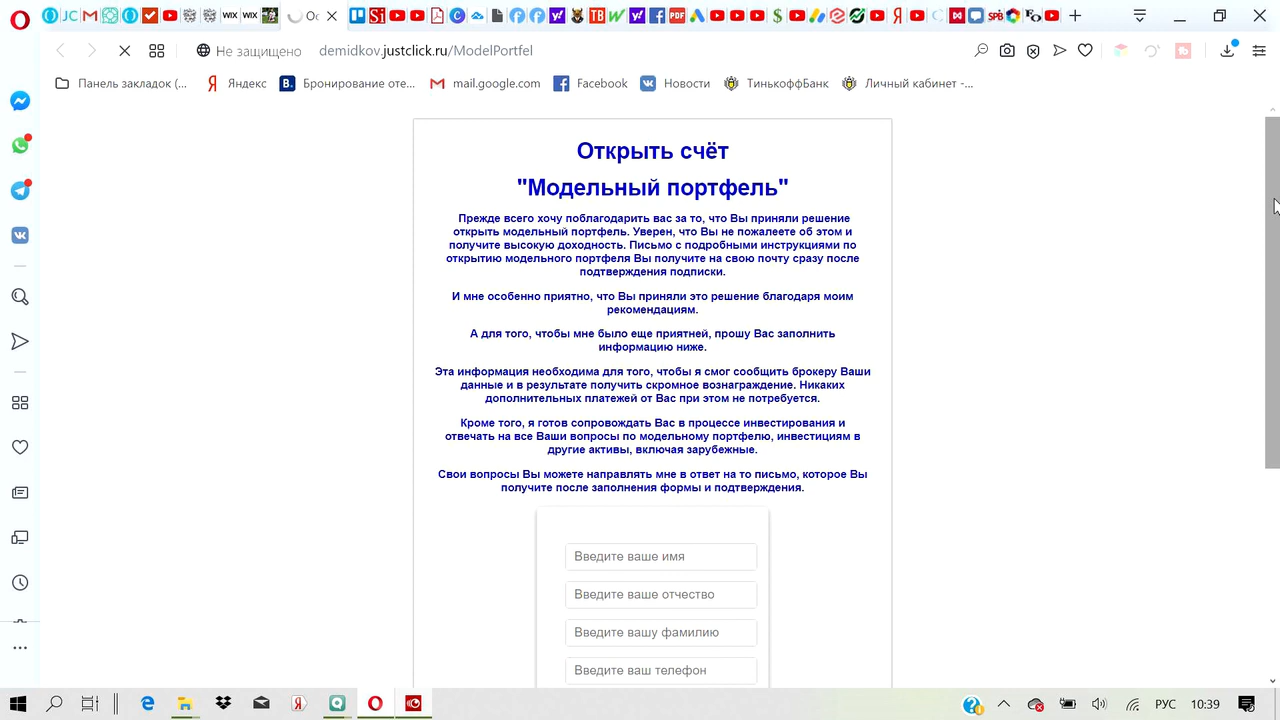 Не защищено demidkov.justclick.ru/ModelPortfel
Панель закладок (... Яндекс Бронирование оте... mail.google.com Facebook Новости ТинькоффБанк Личный кабинет -...
Открыть счёт
"Модельный портфель"
Прежде всего хочу поблагодарить вас за то, что Вы приняли решение
открыть модельный портфель. Уверен, что Вы не пожалеете об этом и
получите высокую доходность. Письмо с подробными инструкциями по
открытию модельного портфеля Вы получите на свою почту сразу после
подтверждения подписки.
И мне особенно приятно, что Вы приняли это решение благодаря моим
рекомендациям.
А для того, чтобы мне было еще приятней, прошу Вас заполнить
информацию ниже.
Эта информация необходима для того, чтобы я смог сообщить брокеру Ваши
данные и в результате получить скромное вознаграждение. Никаких
дополнительных платежей от Вас при этом не потребуется.
Кроме того, я готов сопровождать Вас в процессе инвестирования и
отвечать на все Ваши вопросы по модельному портфелю, инвестициям в
другие активы, включая зарубежные.
Свои вопросы Вы можете направлять мне в ответ на то письмо, которое Вы
получите после заполнения формы и подтверждения.
Введите ваше имя
Введите ваше отчество
Введите вашу фамилию
Введите ваш телефон
РУС 10:39